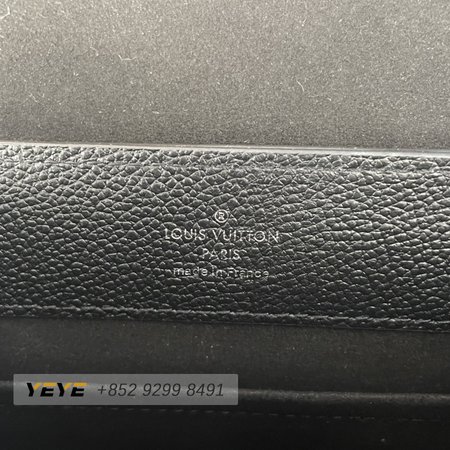 ®
LOUIS VUITTON
PARIS
made in France
YEYE +852 9299 8491